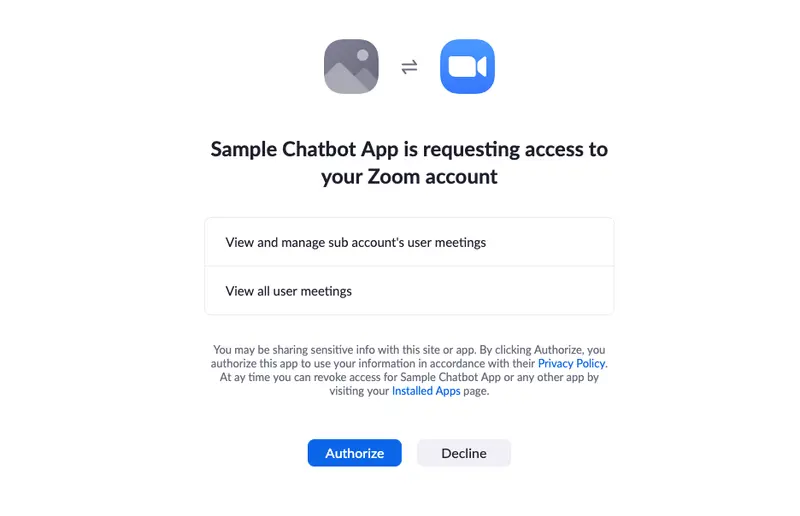 Sample Chatbot App is requesting access to
your Zoom account
View and manage sub account's user meetings
View all user meetings
You may be sharing sensitive info with this site or app. By clicking Authorize, you
authorize this app to use your information in accordance with their Privacy Policy.
At ay time you can revoke access for Sample Chatbot App or any other app by
visiting your Installed Apps page.
Authorize
Decline